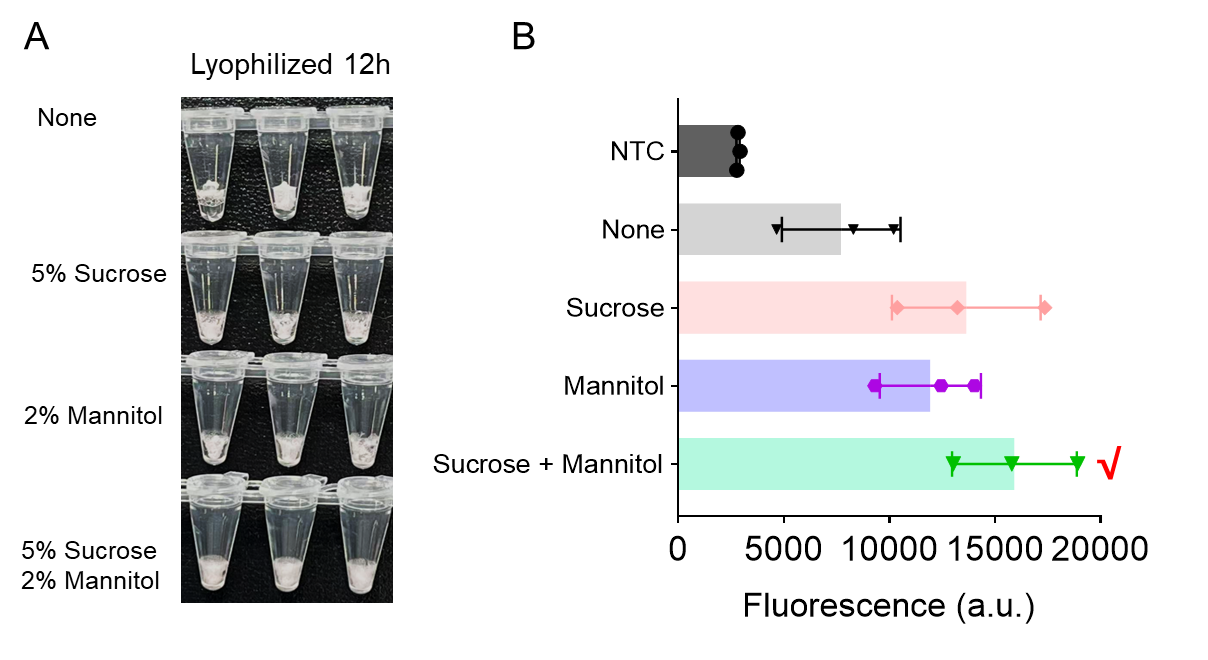 A
Lyophilized 12h
None
5% Sucrose
2% Mannitol
5% Sucrose
2% Mannitol
B
NTC
None
Sucrose
Mannitol
Sucrose + Mannitol
√
0 5000 10000 15000 20000
Fluorescence (a.u.)